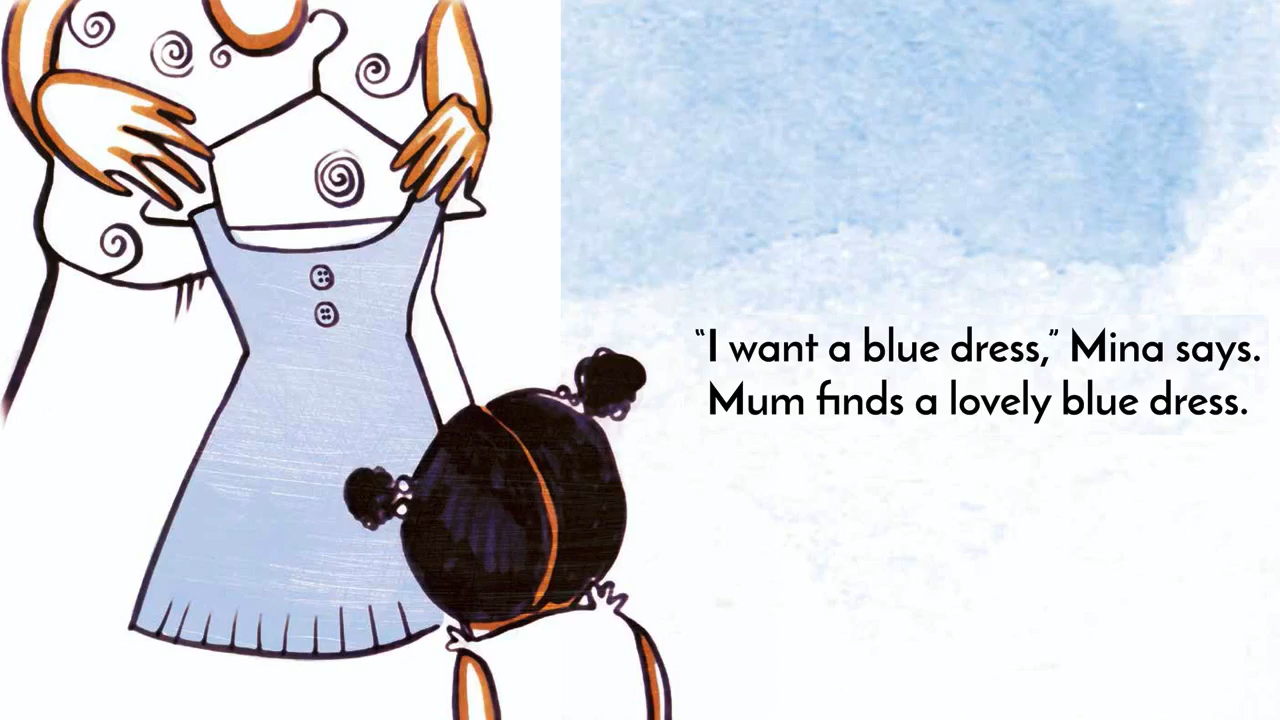 “I want a blue dress,” Mina says.
Mum finds a lovely blue dress.